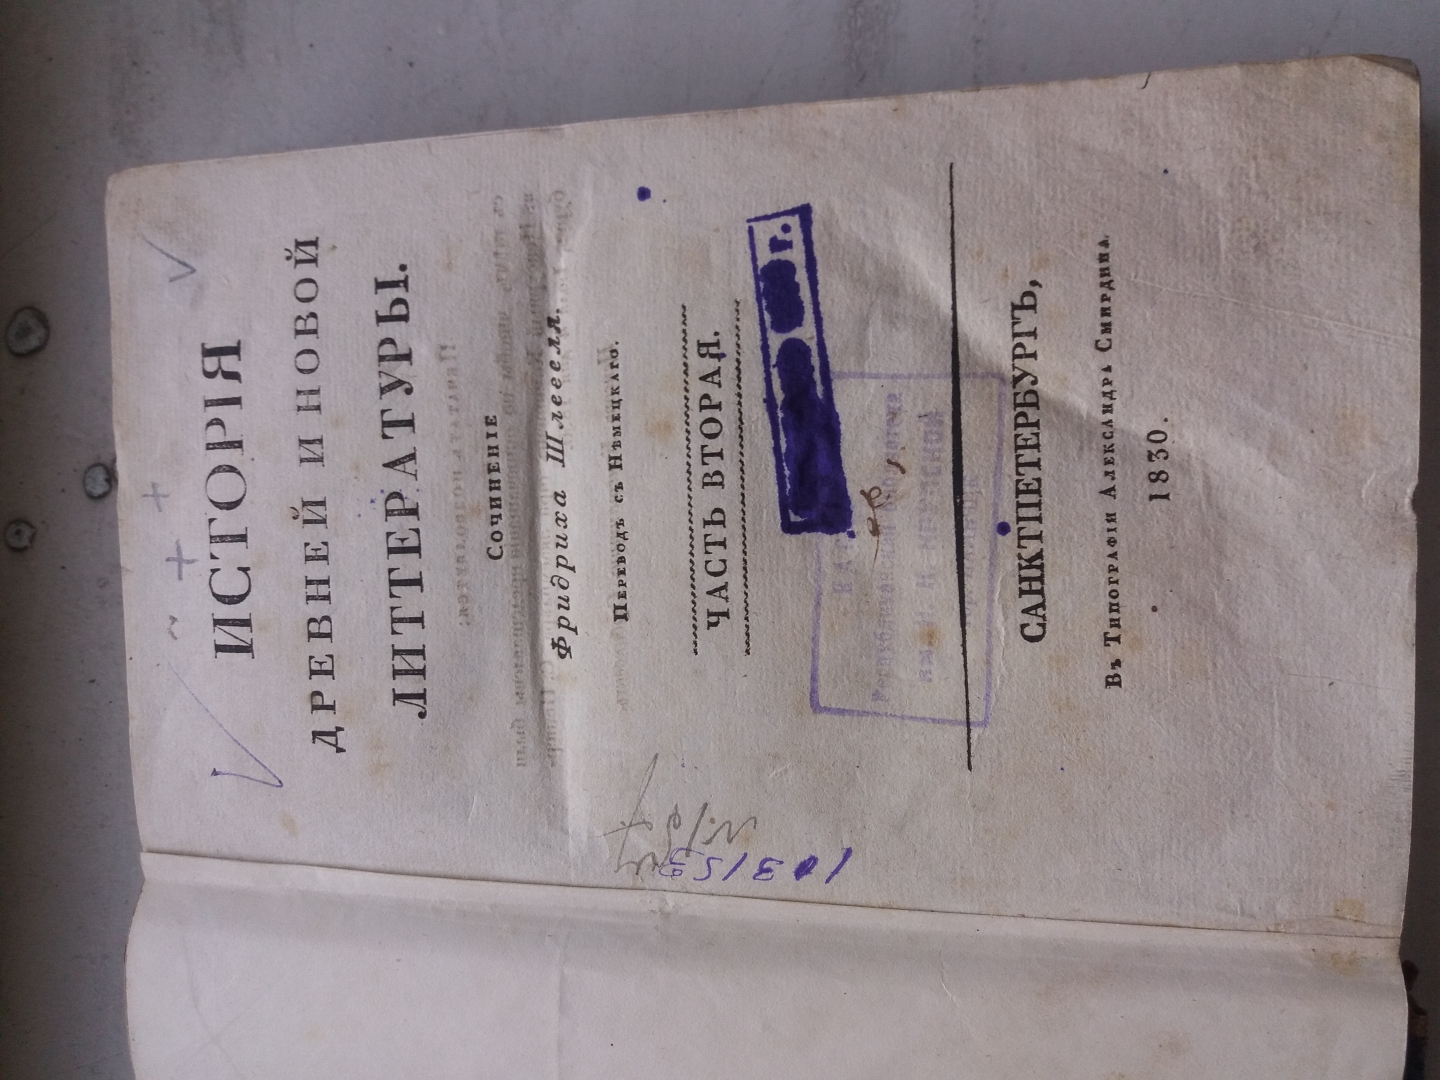 ИСТОРІЯ
ДРЕВНЕЙ И НОВОЙ
ЛИТТЕРАТУРЫ.
Сочиненіе
Фридриха Шлегеля.
Переводъ съ Нѣмецкаго.
ЧАСТЬ ВТОРАЯ.
г.
САНКТПЕТЕРБУРГЪ,
Въ Типографіи Александра Смирдина.
1830.
103159